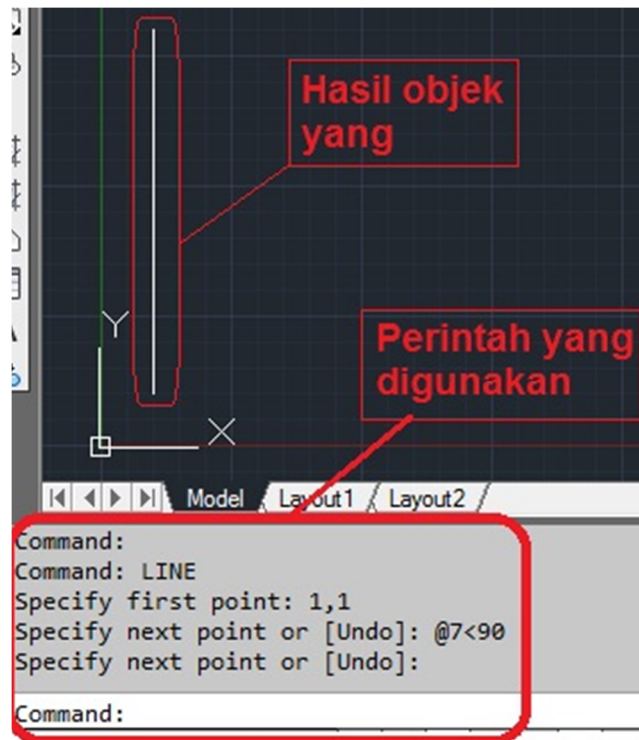 Hasil objek
yang
Y
Perintah yang
digunakan
X
Model
Layout1
Layout2
Command:
Command: LINE
Specify first point: 1,1
Specify next point or [Undo]: @7<90
Specify next point or [Undo]:
Command: